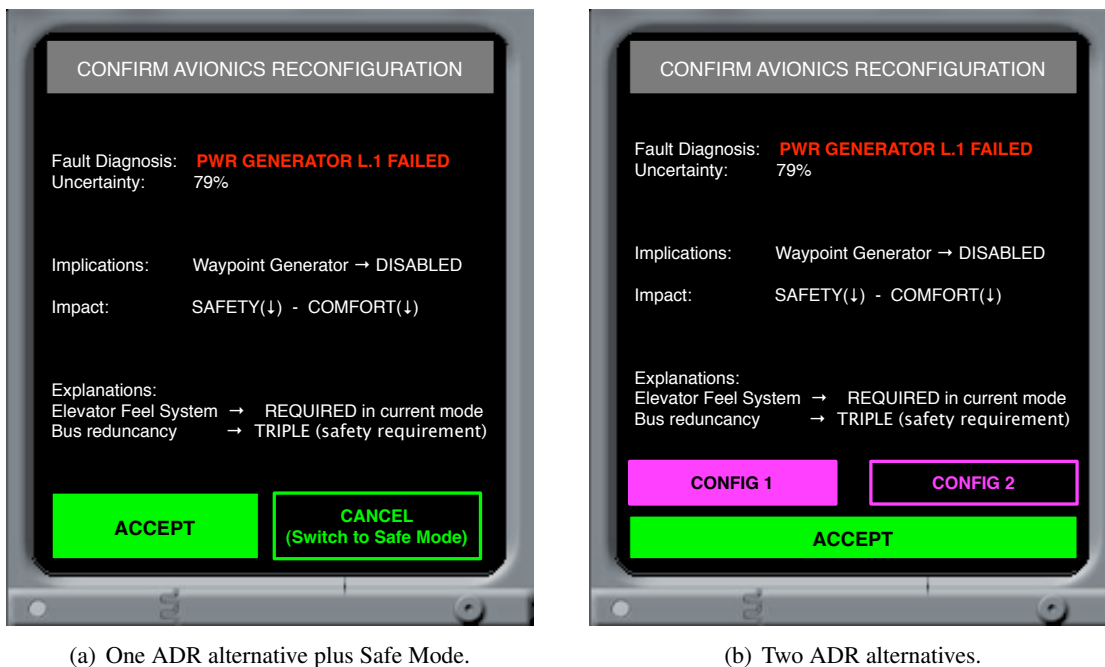 CONFIRM AVIONICS RECONFIGURATION
Fault Diagnosis: PWR GENERATOR L.1 FAILED
Uncertainty: 79%
Implications: Waypoint Generator → DISABLED
Impact: SAFETY(↓) - COMFORT(↓)
Explanations:
Elevator Feel System → REQUIRED in current mode
Bus reduncancy → TRIPLE (safety requirement)
ACCEPT
CANCEL
(Switch to Safe Mode)
(a) One ADR alternative plus Safe Mode.
CONFIRM AVIONICS RECONFIGURATION
Fault Diagnosis: PWR GENERATOR L.1 FAILED
Uncertainty: 79%
Implications: Waypoint Generator → DISABLED
Impact: SAFETY(↓) - COMFORT(↓)
Explanations:
Elevator Feel System → REQUIRED in current mode
Bus reduncancy → TRIPLE (safety requirement)
CONFIG 1
CONFIG 2
ACCEPT
(b) Two ADR alternatives.